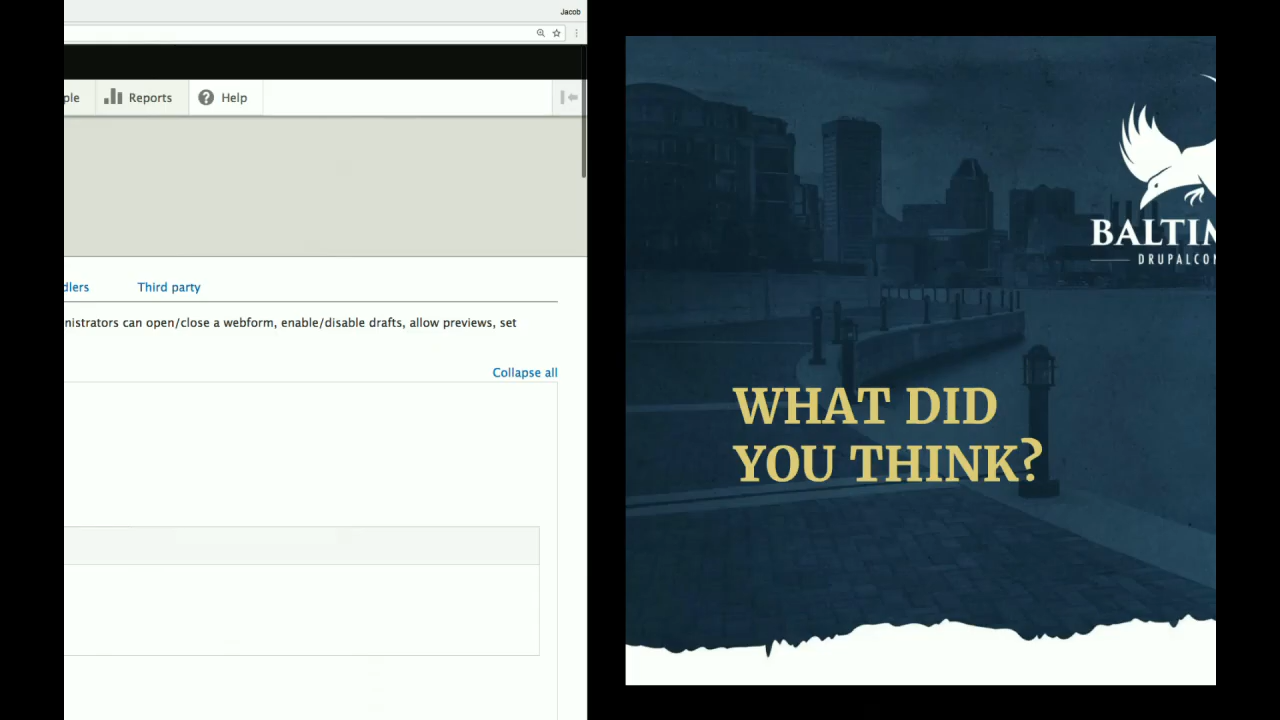 Jacob
ple
Reports
Help
dlers
Third party
nistrators can open/close a webform, enable/disable drafts, allow previews, set
Collapse all
BALTIM
DRUPALCON
WHAT DID
YOU THINK?